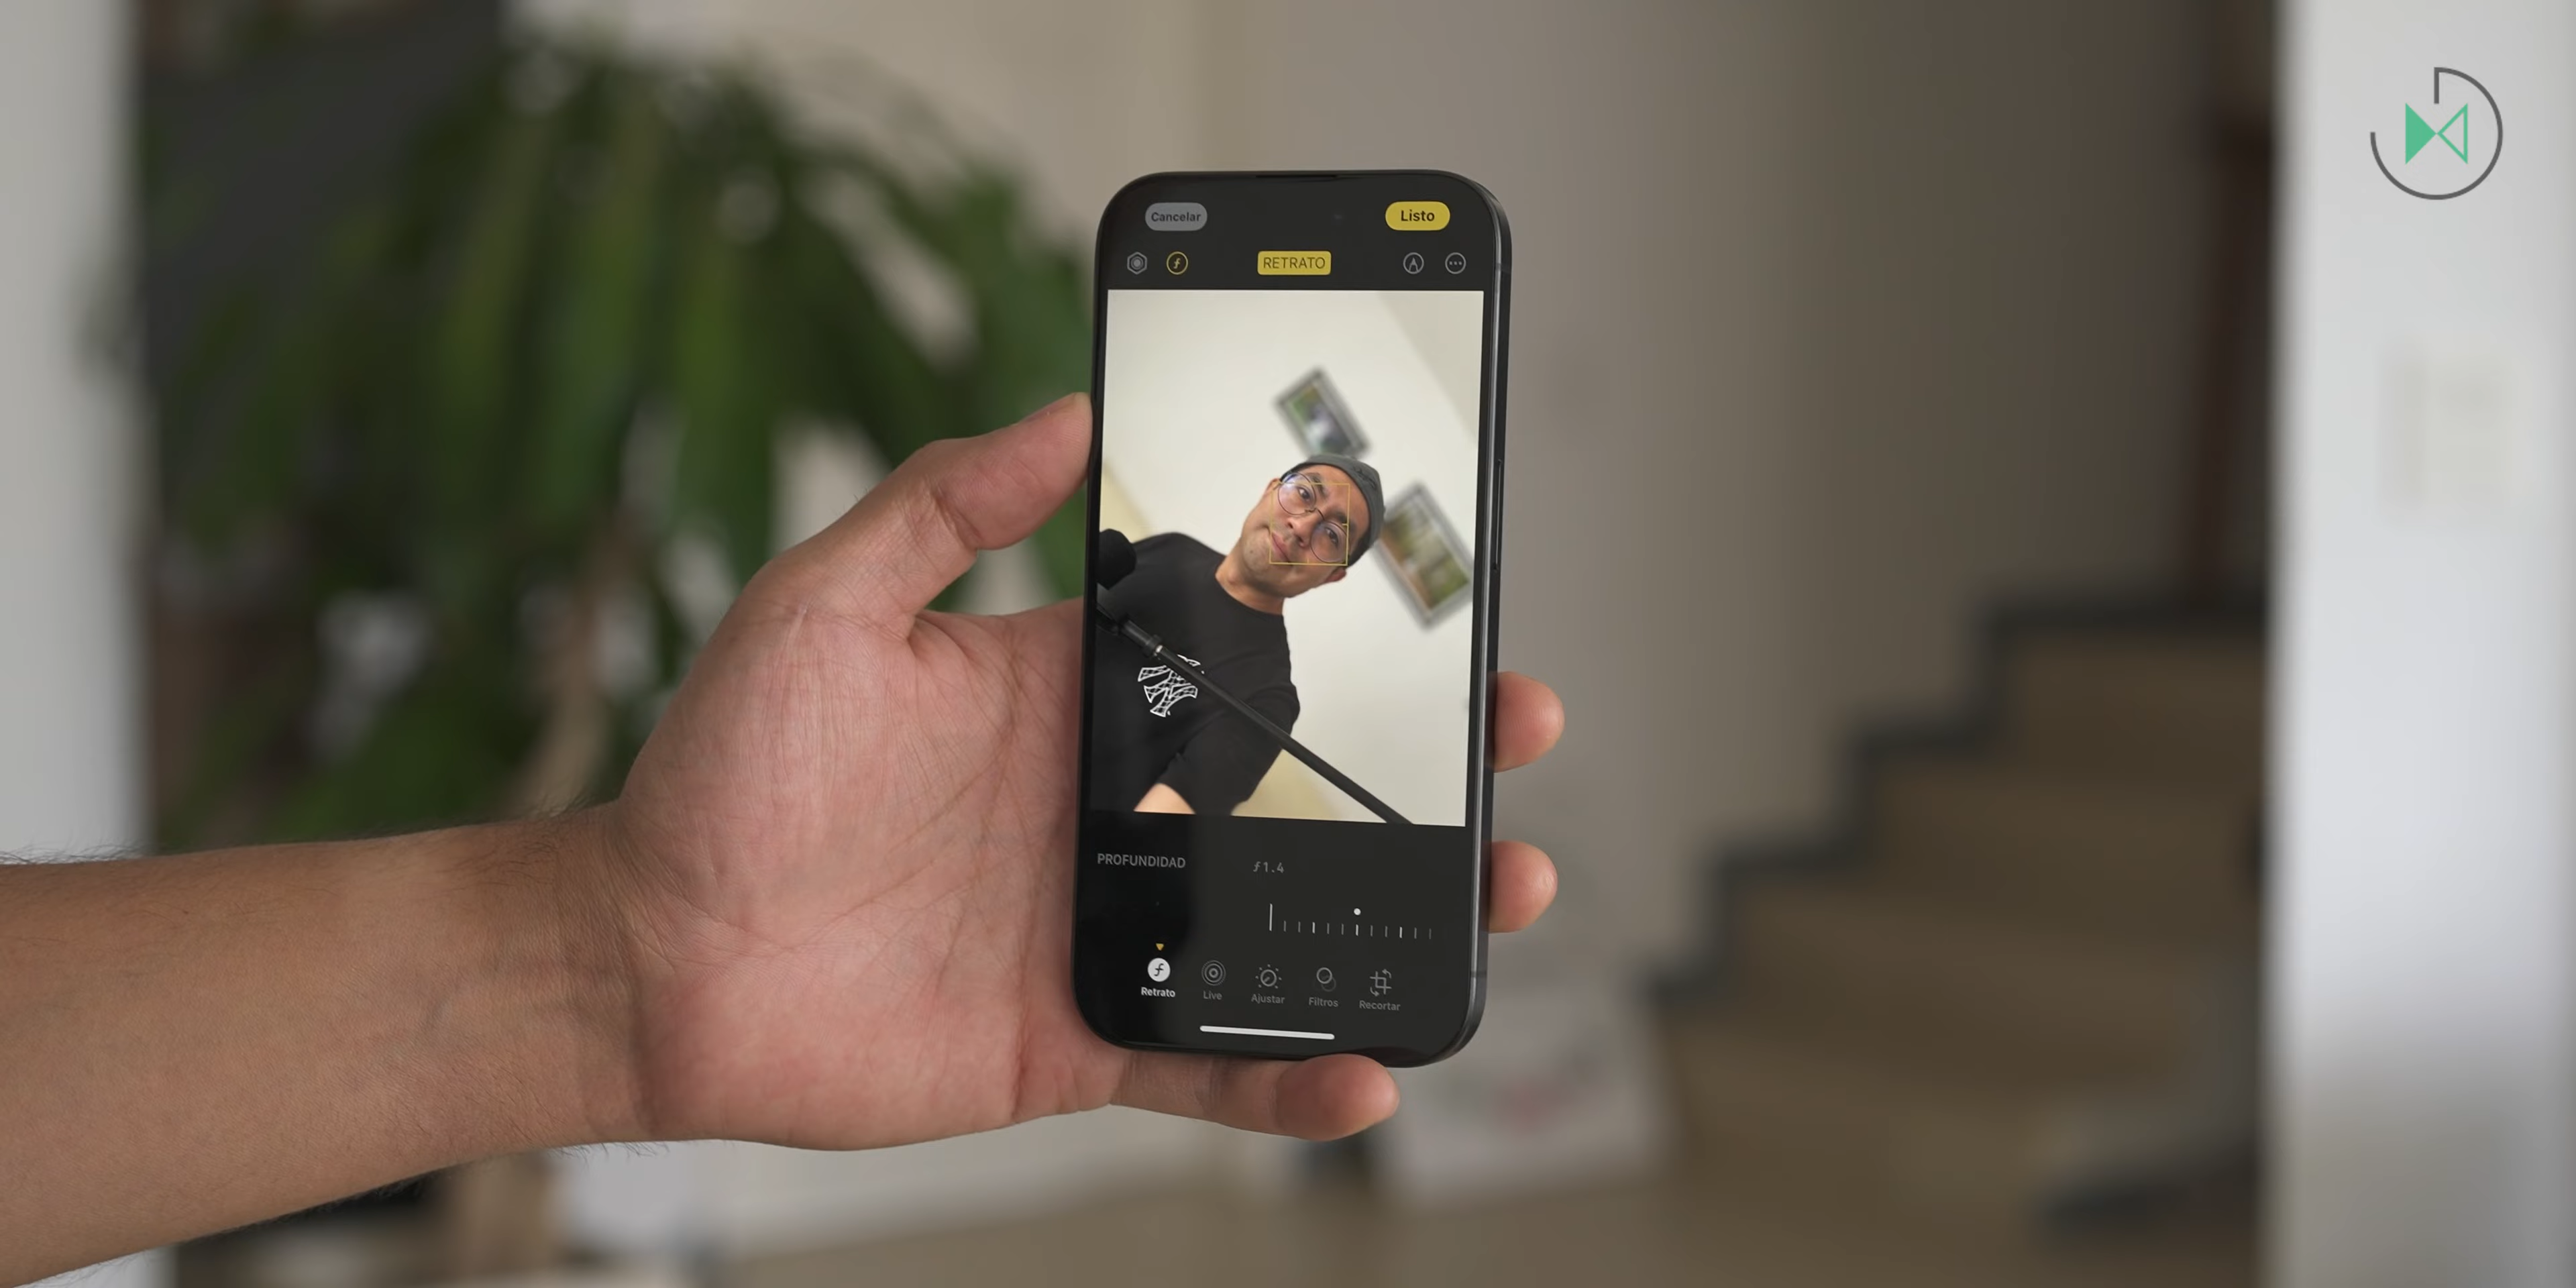 Cancelar
Listo
RETRATO
PROFUNDIDAD
ƒ1.4
Retrato
Live
Ajustar
Filtros
Recortar